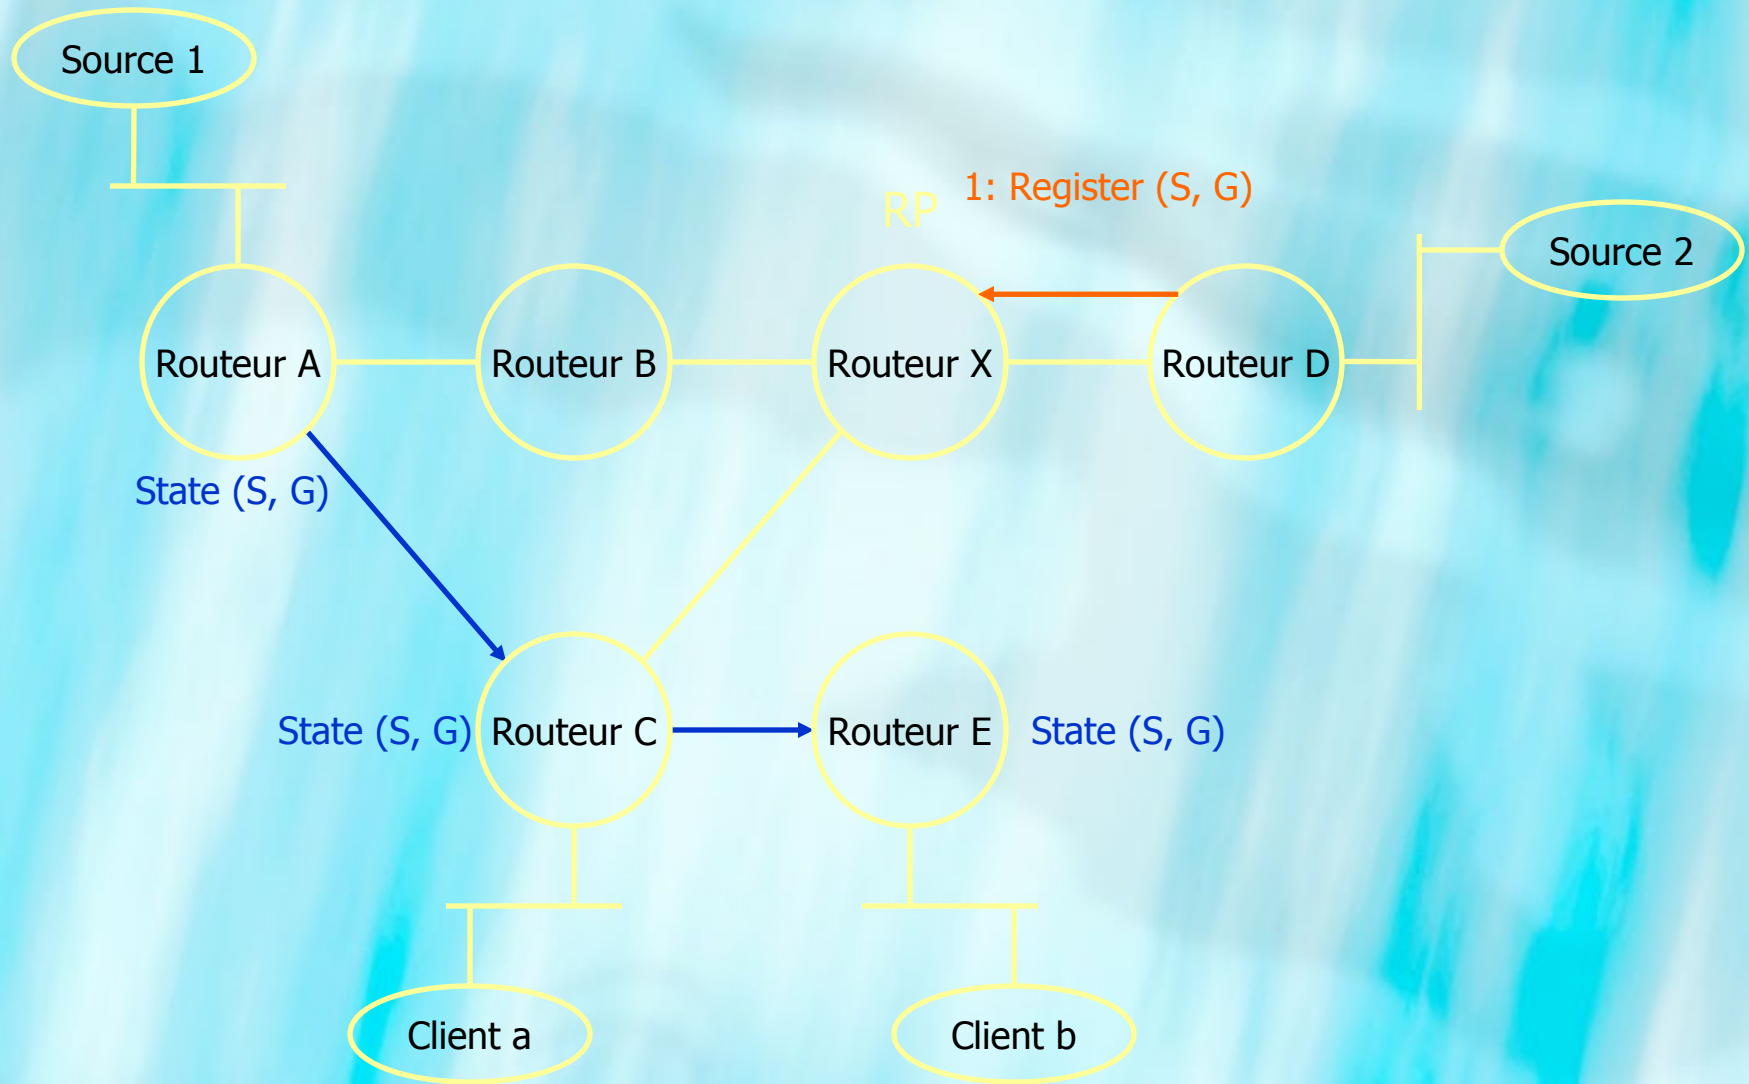 Source 1
1: Register (S, G)
RP
Source 2
Routeur A
Routeur B
Routeur X
Routeur D
State (S, G)
State (S, G)
Routeur C
Routeur E
State (S, G)
Client a
Client b